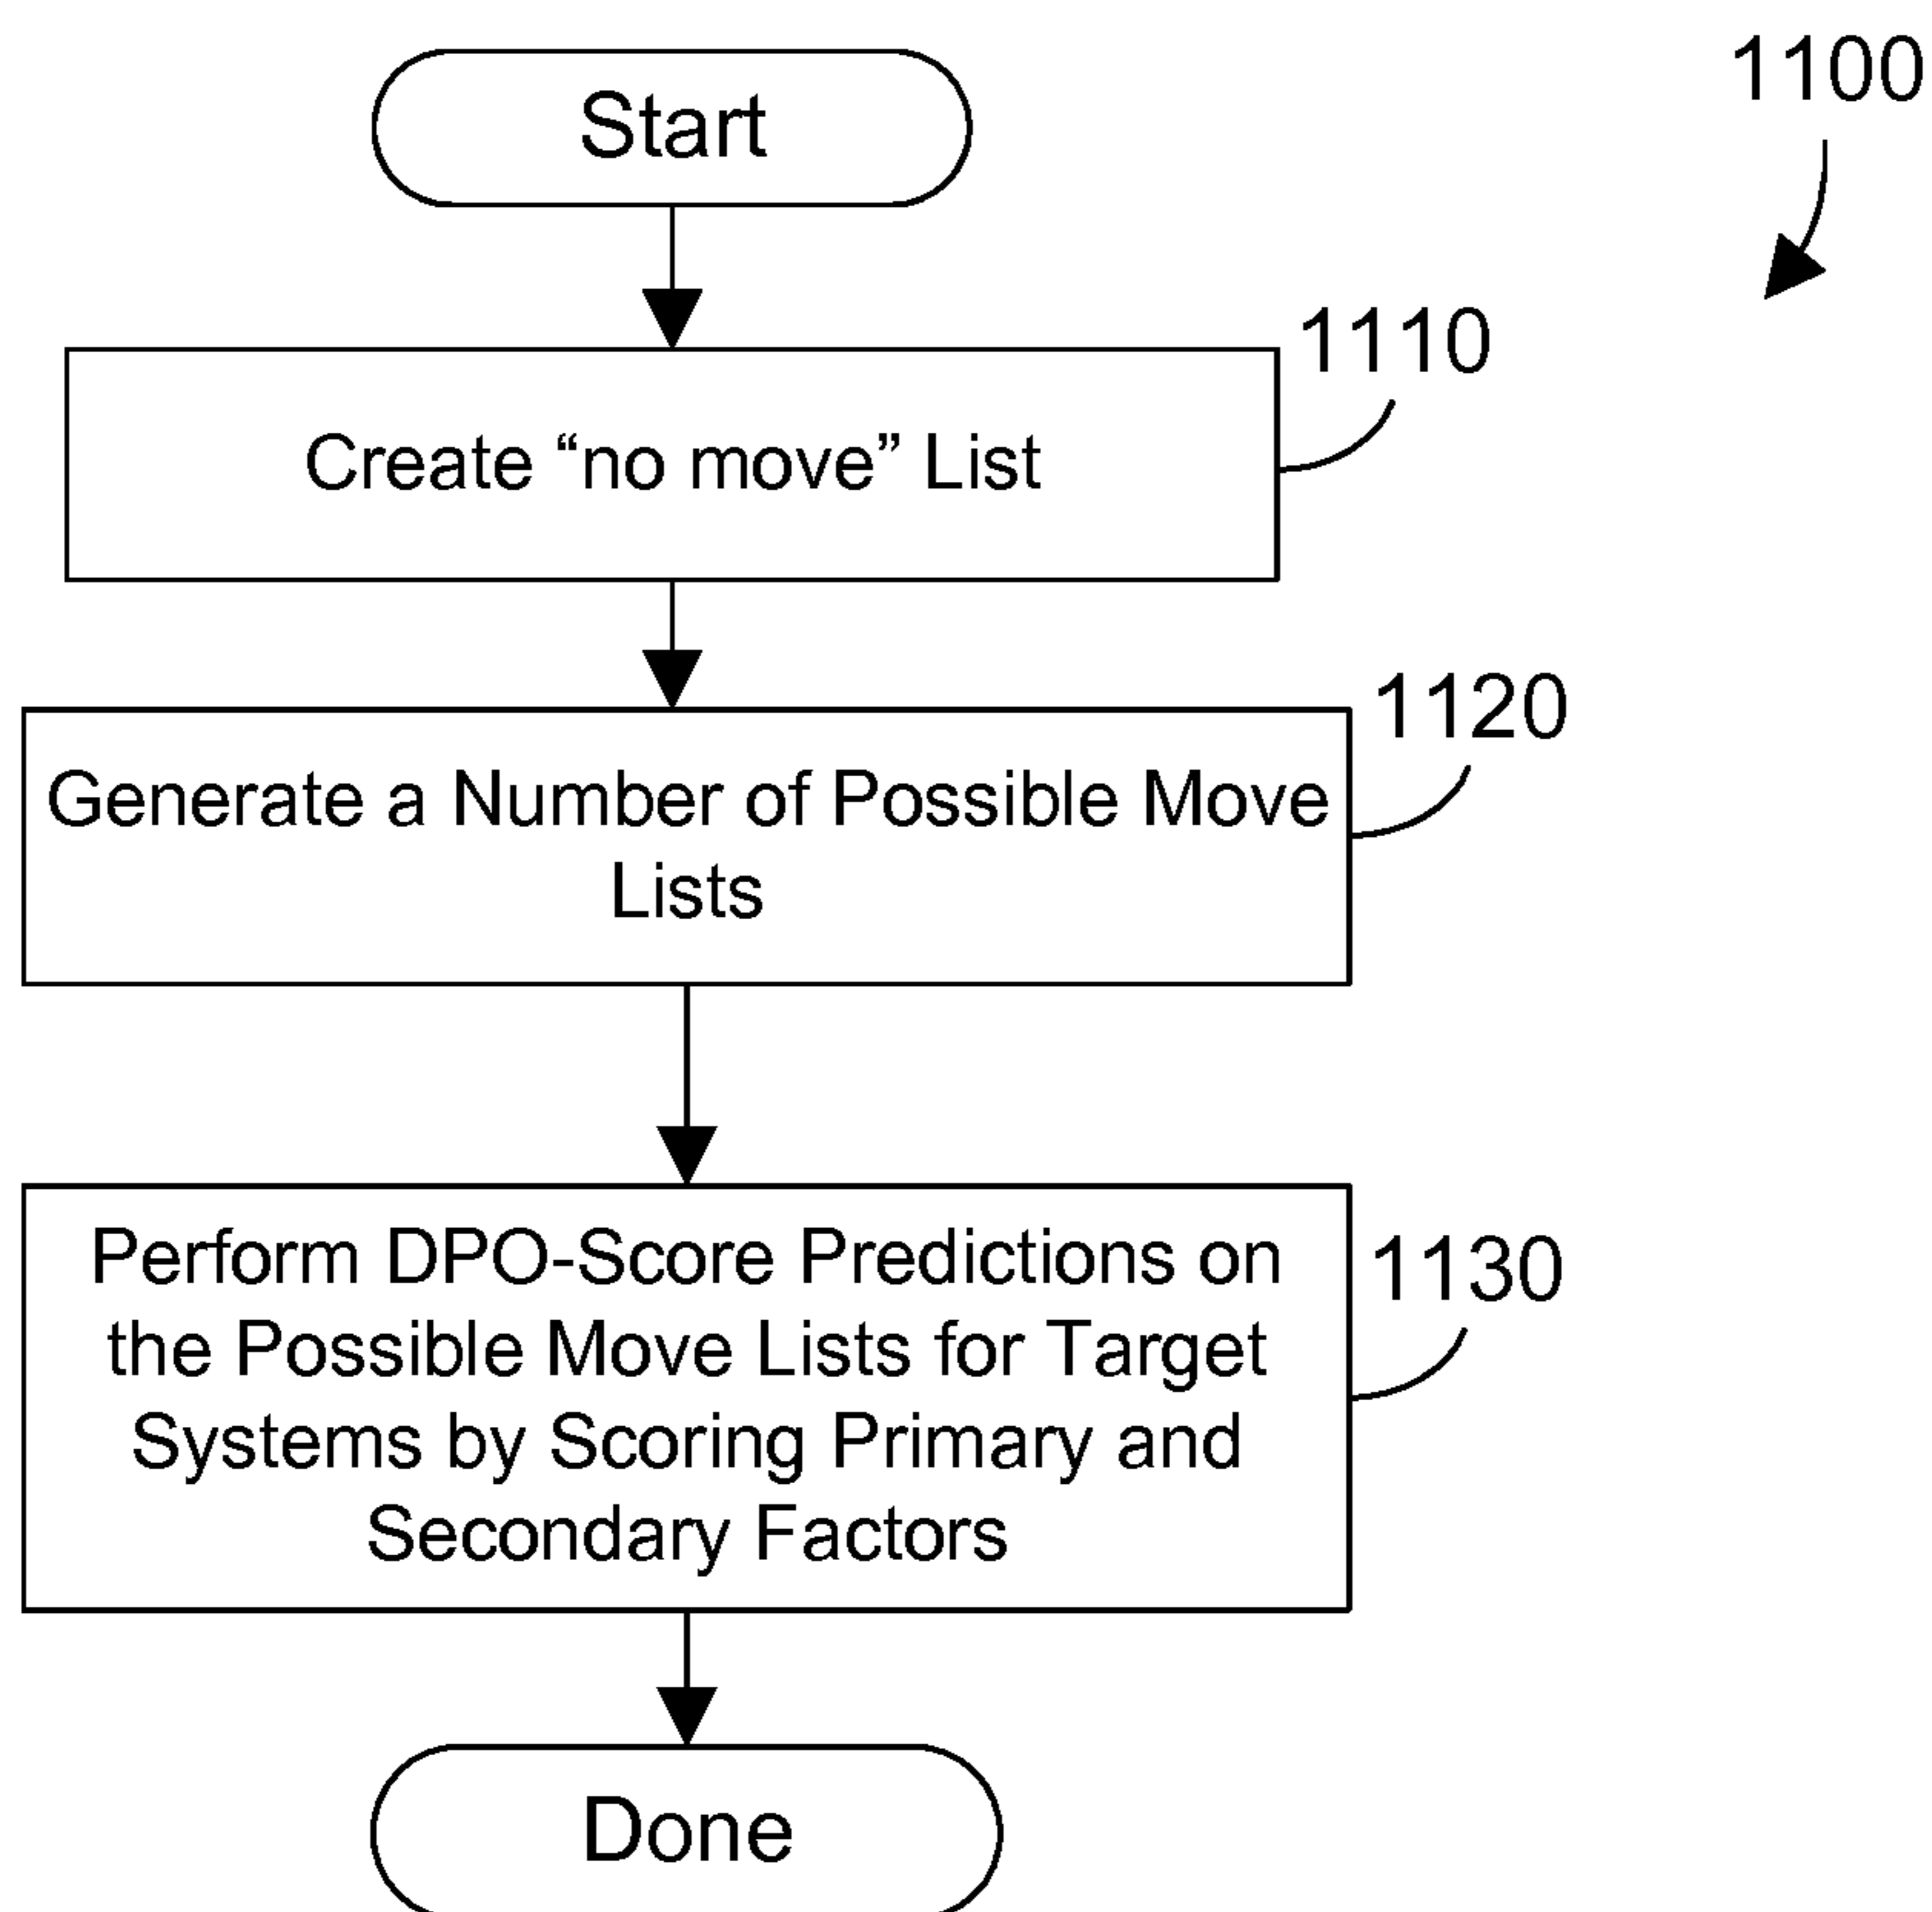 Start
1100
1110
Create “no move” List
1120
Generate a Number of Possible Move
Lists
1130
Perform DPO-Score Predictions on
the Possible Move Lists for Target
Systems by Scoring Primary and
Secondary Factors
Done